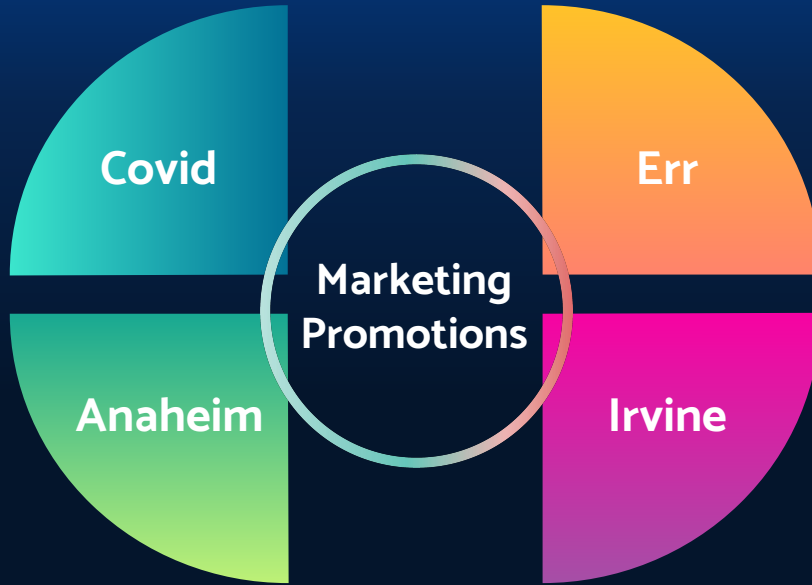 Covid
Err
Marketing
Promotions
Anaheim
Irvine